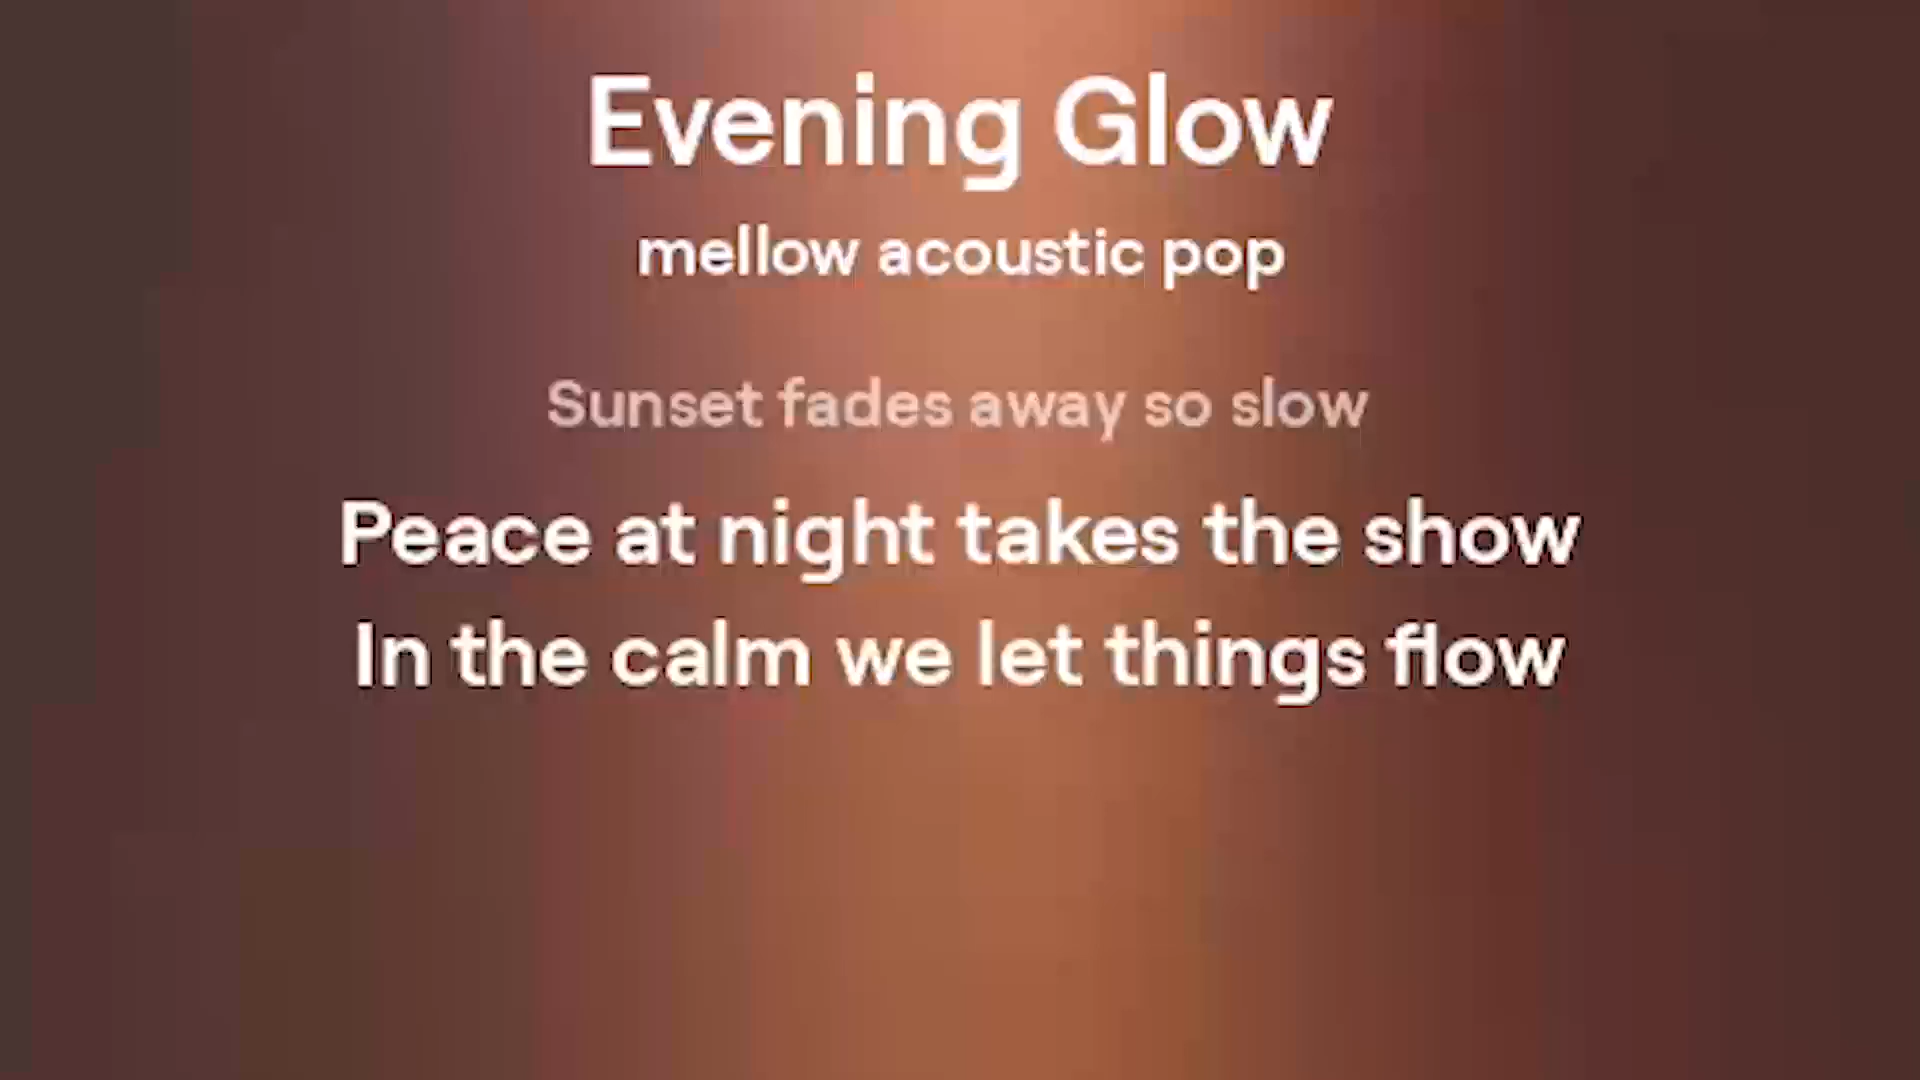 Evening Glow
mellow acoustic pop
Sunset fades away so slow
Peace at night takes the show
In the calm we let things flow